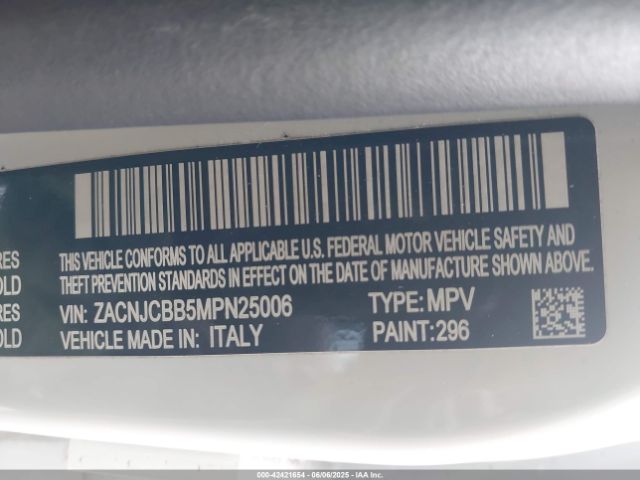 THIS VEHICLE CONFORMS TO ALL APPLICABLE U.S. FEDERAL MOTOR VEHICLE SAFETY AND
RES
THEFT PREVENTION STANDARDS IN EFFECT ON THE DATE OF MANUFACTURE SHOWN ABOVE.
OLD
VIN: ZACNJCBB5MPN25006 TYPE: MPV
RES
VEHICLE MADE IN: ITALY PAINT: 296
OLD
000-42421654 - 06/06/2025 - IAA Inc.